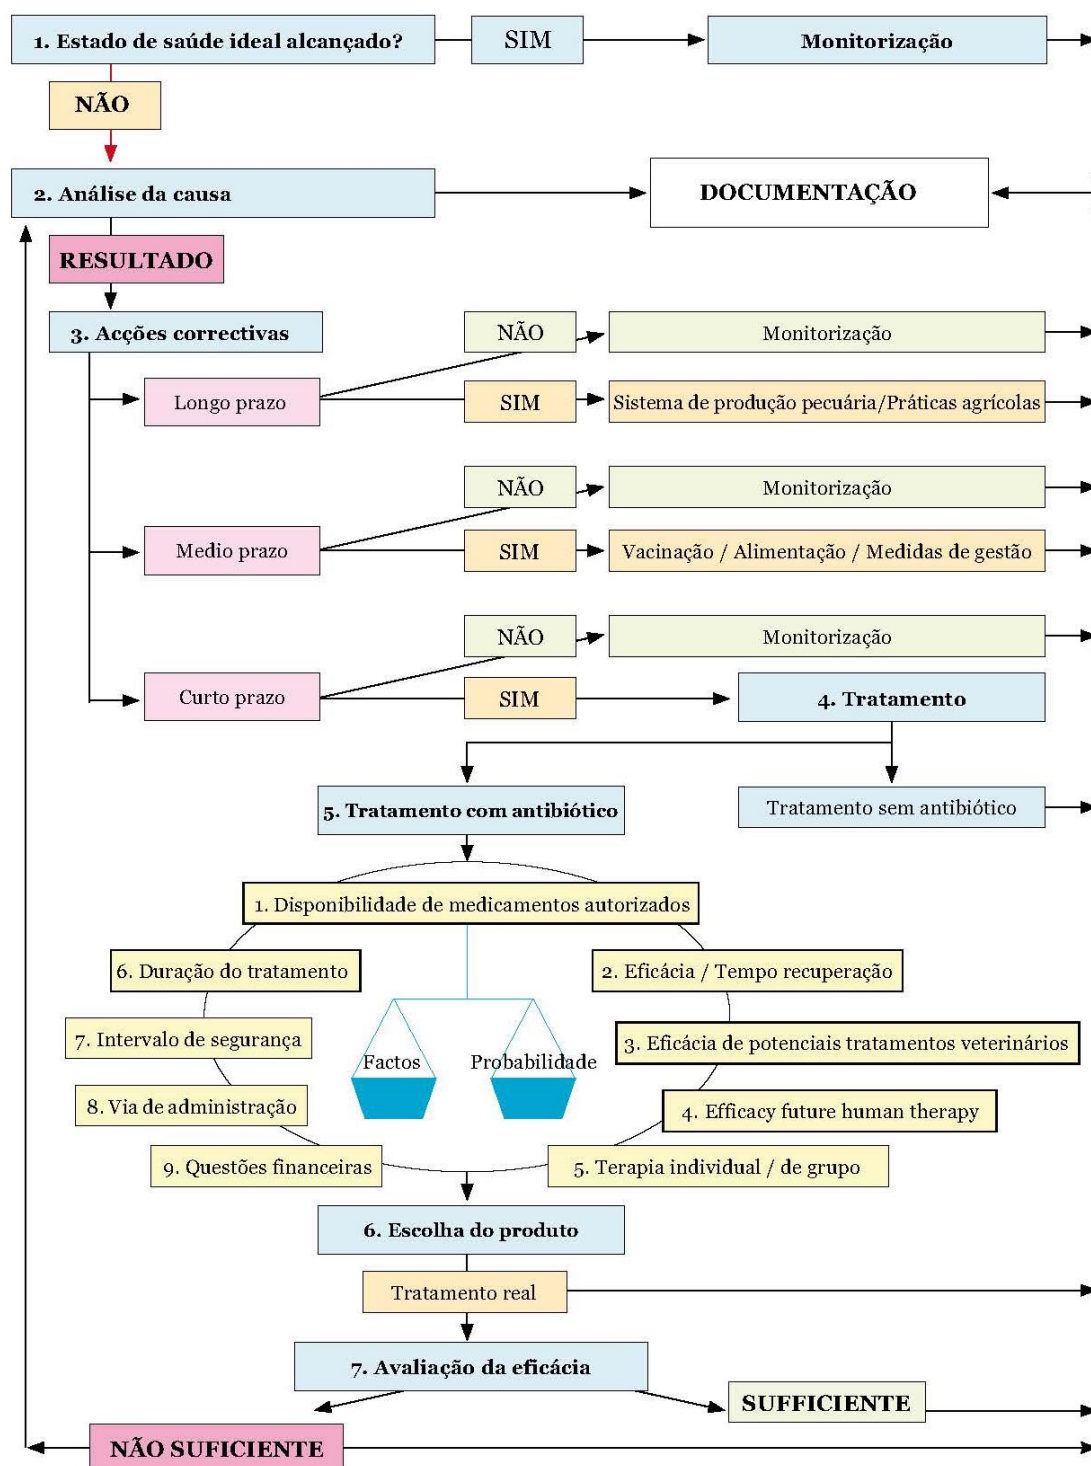 1. Estado de saúde ideal alcançado?
SIM
Monitorização
NÃO
2. Análise da causa
DOCUMENTAÇÃO
RESULTADO
3. Acções correctivas
NÃO
Monitorização
Longo prazo
SIM
Sistema de produção pecuária/Práticas agrícolas
NÃO
Monitorização
Medio prazo
SIM
Vacinação / Alimentação / Medidas de gestão
NÃO
Monitorização
Curto prazo
SIM
4. Tratamento
5. Tratamento com antibiótico
Tratamento sem antibiótico
1. Disponibilidade de medicamentos autorizados
6. Duração do tratamento
2. Eficácia / Tempo recuperação
7. Intervalo de segurança
3. Eficácia de potenciais tratamentos veterinários
Factos
Probabilidade
8. Via de administração
4. Efficacy future human therapy
9. Questões financeiras
5. Terapia individual / de grupo
6. Escolha do produto
Tratamento real
7. Avaliação da eficácia
SUFFICIENTE
NÃO SUFICIENTE